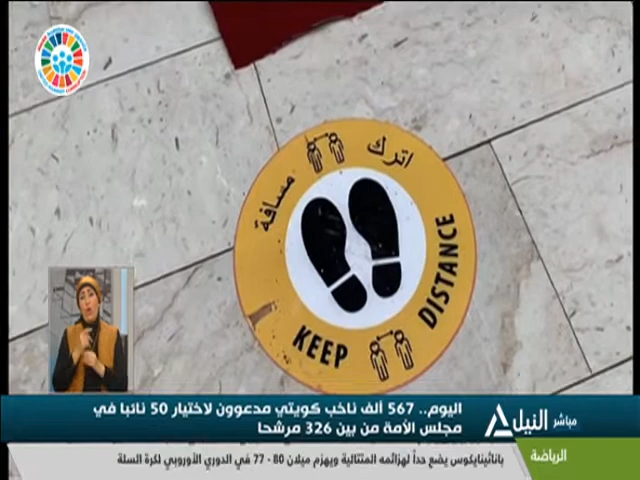 اترك
مسافة
KEEP
DISTANCE
اليوم.. 567 ألف ناخب كويتي مدعوون لاختيار 50 نائبا في
مجلس الأمة من بين 326 مرشحا
النيل مباشر
الرياضة
باناثينايكوس يضع حداً لهزائمه المتتالية ويهزم ميلان 80 - 77 في الدوري الأوروبي لكرة السلة